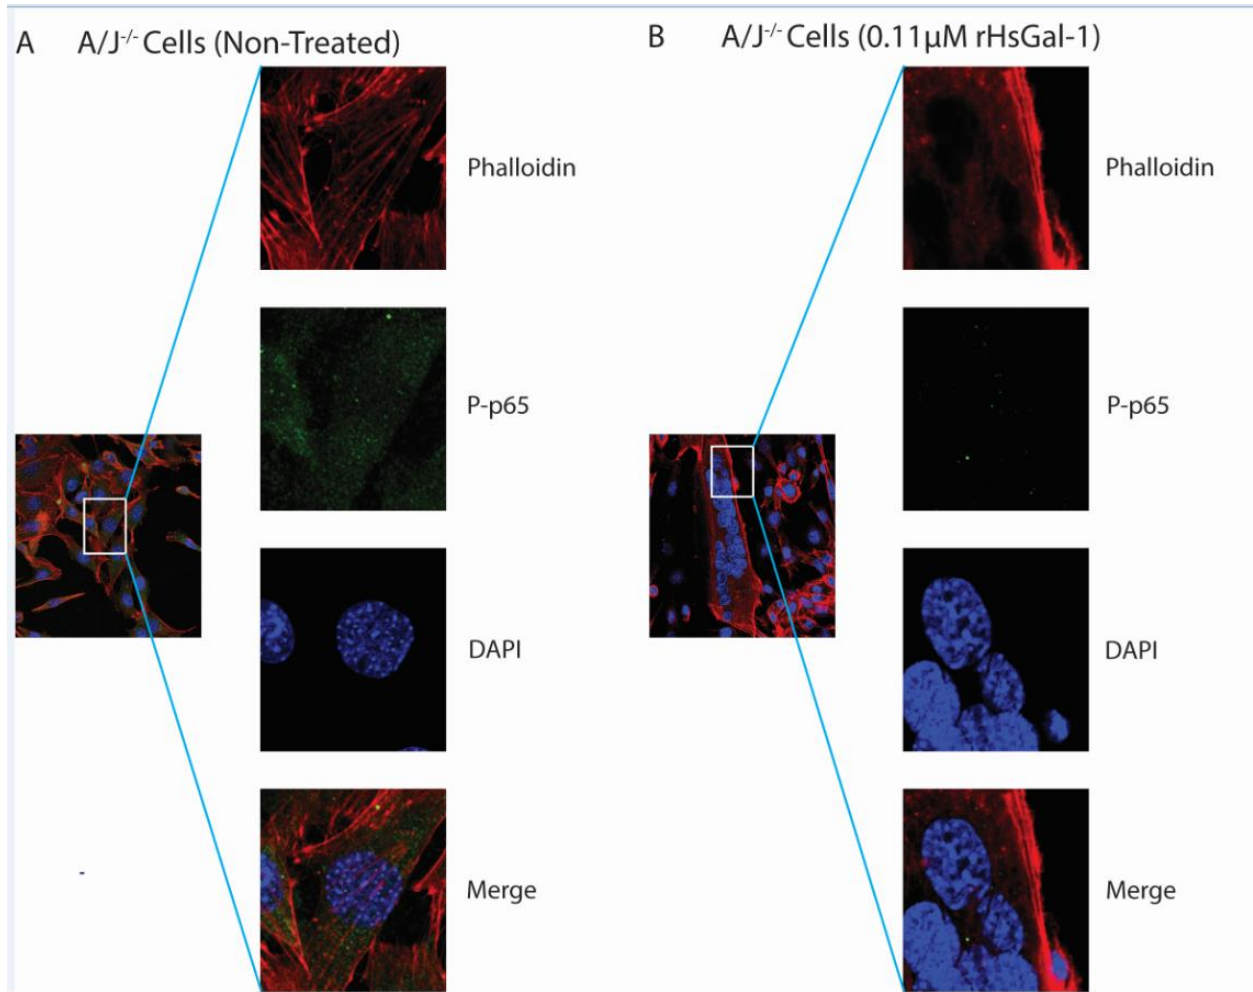 A A/J-/- Cells (Non-Treated)
Phalloidin
P-p65
DAPI
Merge
B A/J-/- Cells (0.11μM rHsGal-1)
Phalloidin
P-p65
DAPI
Merge